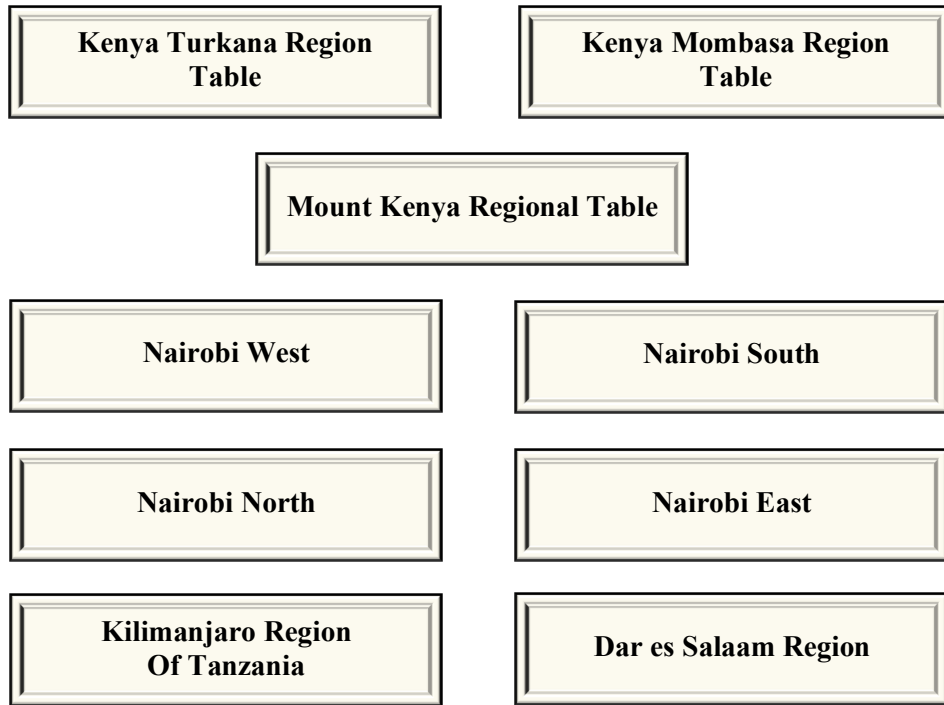 Kenya Turkana Region
Table
Kenya Mombasa Region
Table
Mount Kenya Regional Table
Nairobi West
Nairobi South
Nairobi North
Nairobi East
Kilimanjaro Region
Of Tanzania
Dar es Salaam Region